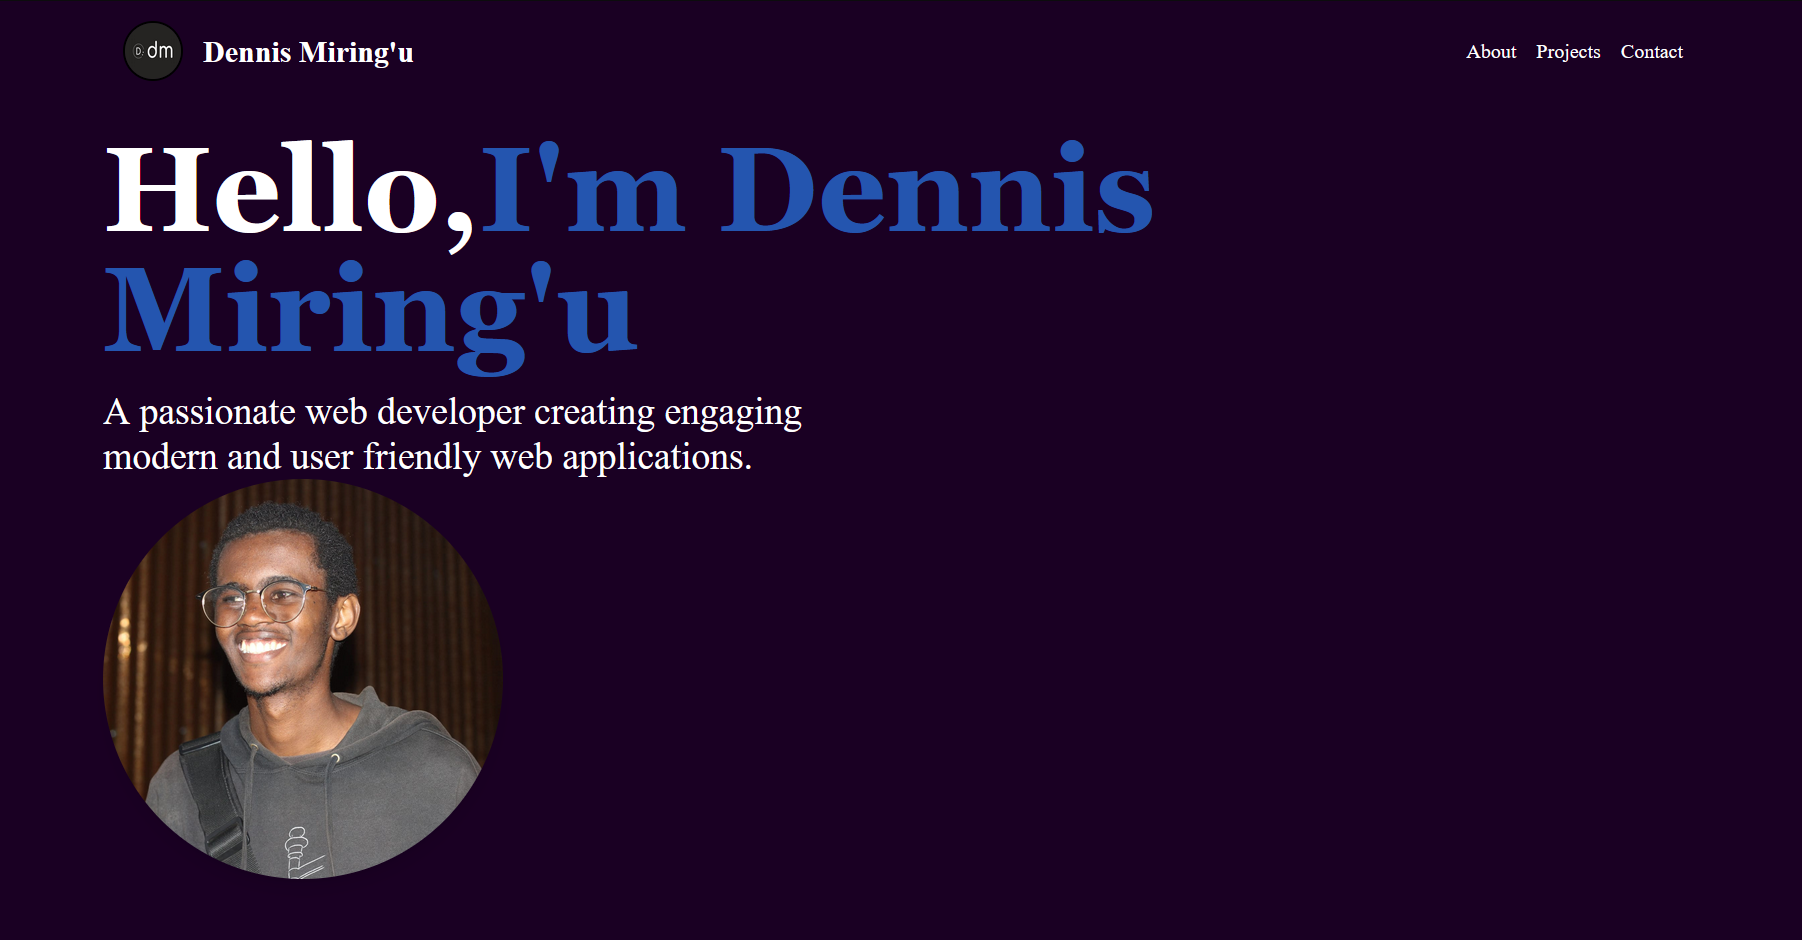 D. dm
Dennis Miring'u
About Projects Contact
Hello,I'm Dennis
Miring'u
A passionate web developer creating engaging
modern and user friendly web applications.